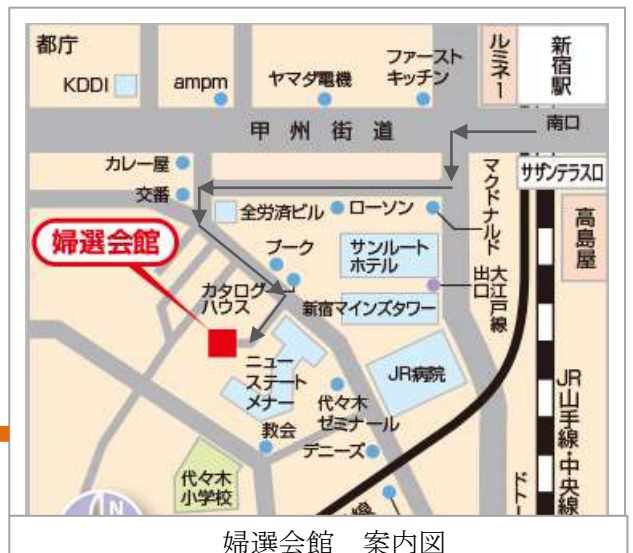 都庁
KDDI
ampm
ヤマダ電機
ファースト
キッチン
ルミネ1
新宿駅
南口
甲州街道
サザンテラス口
カレー屋
交番
全労済ビル
ローソン
マクドナルド
高島屋
婦選会館
プーク
サンルート
ホテル
大江戸線
出口
カタログ
ハウス
新宿マインズタワー
ニュー
ステート
メナー
JR病院
代々木
ゼミナール
教会
デニーズ
JR山手線・中央線
代々木
小学校
N
婦選会館 案内図